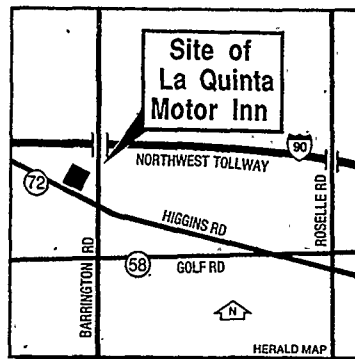 Site of
La Quinta
Motor Inn
90
NORTHWEST TOLLWAY
72
HIGGINS RD
ROSELLE RD
BARRINGTON RD
58
GOLF RD
N
HERALD MAP